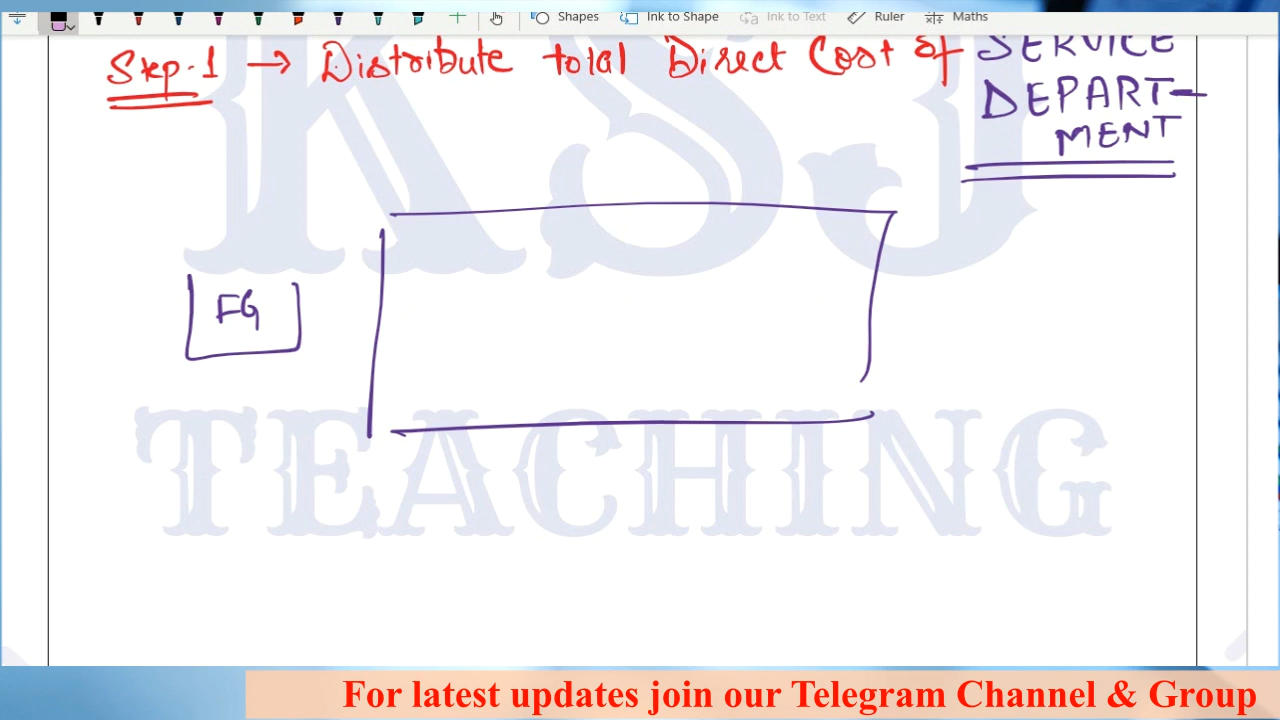 Shapes Ink to Shape Ink to Text Ruler Maths
Step.1 → Distribute total Direct Cost of SERVICE
DEPART-
MENT
FG
KSJ
TEACHING
For latest updates join our Telegram Channel & Group